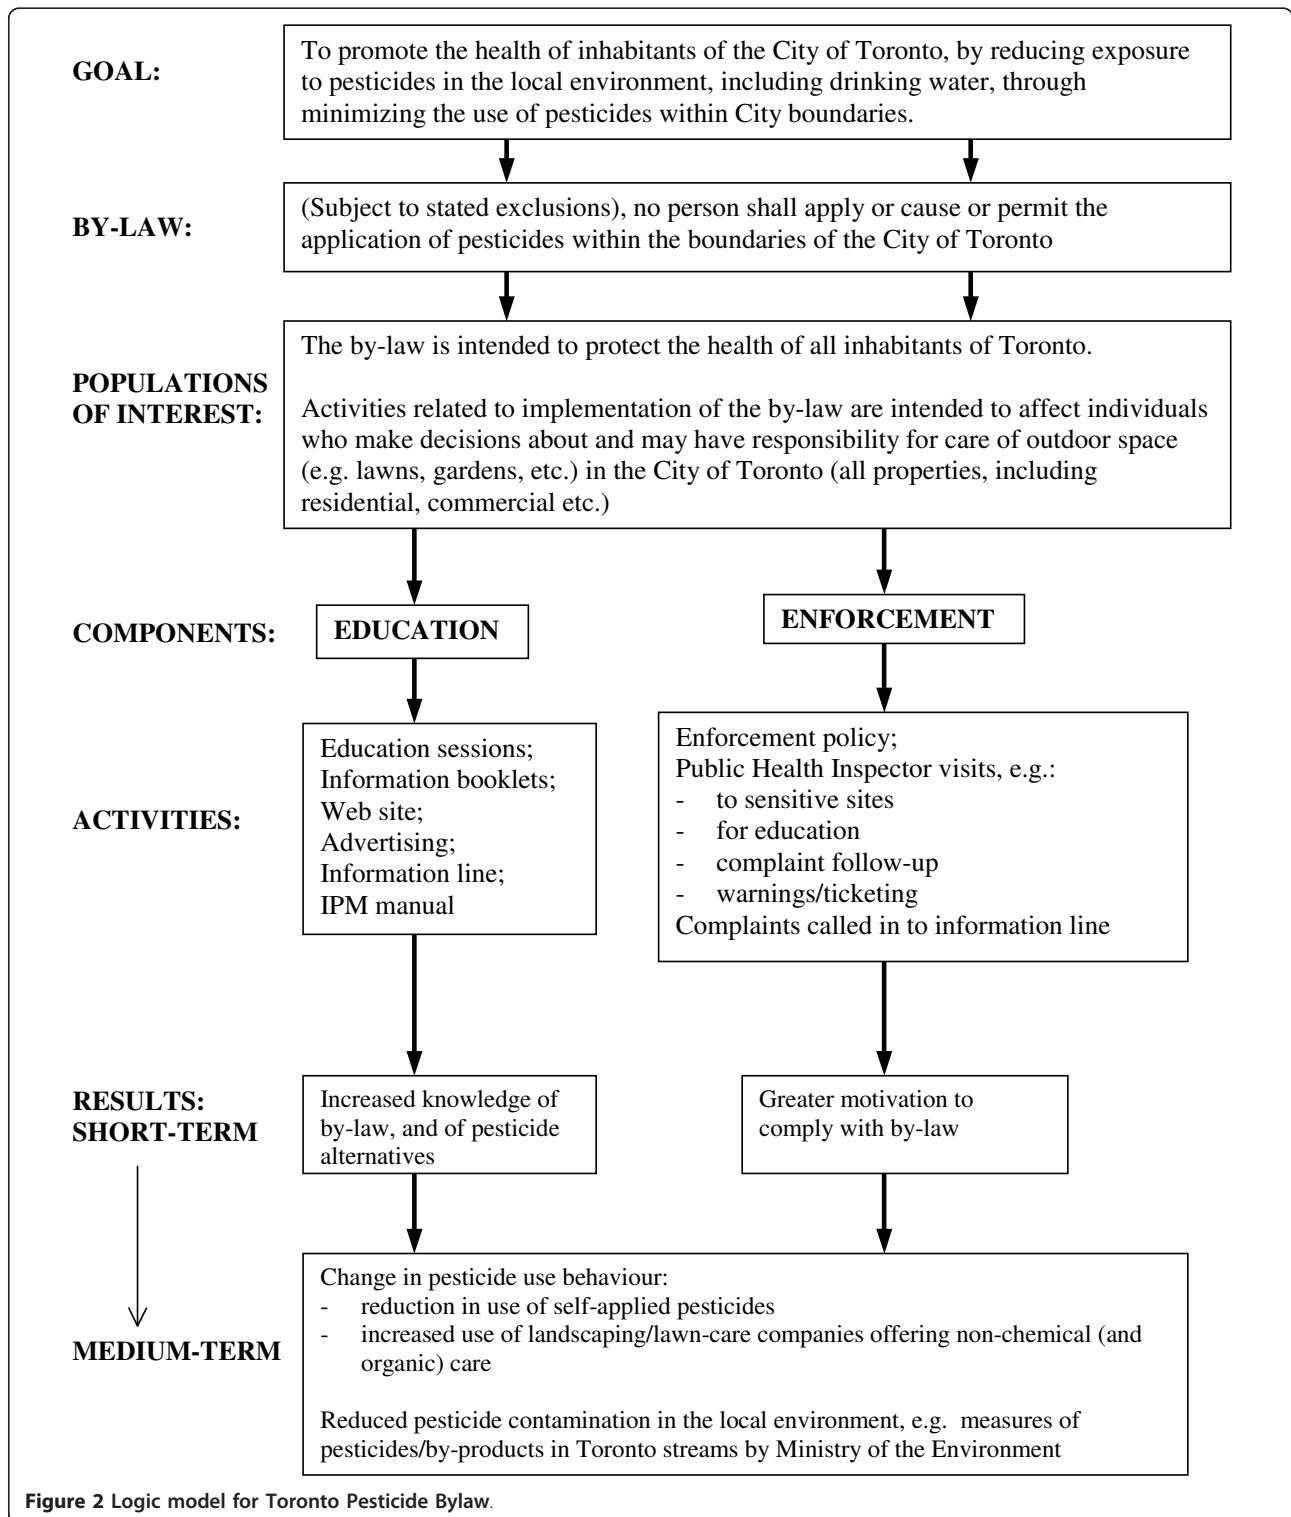 GOAL:
To promote the health of inhabitants of the City of Toronto, by reducing exposure
to pesticides in the local environment, including drinking water, through
minimizing the use of pesticides within City boundaries.
BY-LAW:
(Subject to stated exclusions), no person shall apply or cause or permit the
application of pesticides within the boundaries of the City of Toronto
POPULATIONS
OF INTEREST:
The by-law is intended to protect the health of all inhabitants of Toronto.
Activities related to implementation of the by-law are intended to affect individuals
who make decisions about and may have responsibility for care of outdoor space
(e.g. lawns, gardens, etc.) in the City of Toronto (all properties, including
residential, commercial etc.)
COMPONENTS:
EDUCATION
ENFORCEMENT
ACTIVITIES:
Education sessions;
Information booklets;
Web site;
Advertising;
Information line;
IPM manual
Enforcement policy;
Public Health Inspector visits, e.g.:
- to sensitive sites
- for education
- complaint follow-up
- warnings/ticketing
Complaints called in to information line
RESULTS:
SHORT-TERM
Increased knowledge of
by-law, and of pesticide
alternatives
Greater motivation to
comply with by-law
MEDIUM-TERM
Change in pesticide use behaviour:
- reduction in use of self-applied pesticides
- increased use of landscaping/lawn-care companies offering non-chemical (and
organic) care
Reduced pesticide contamination in the local environment, e.g. measures of
pesticides/by-products in Toronto streams by Ministry of the Environment
Figure 2 Logic model for Toronto Pesticide Bylaw.